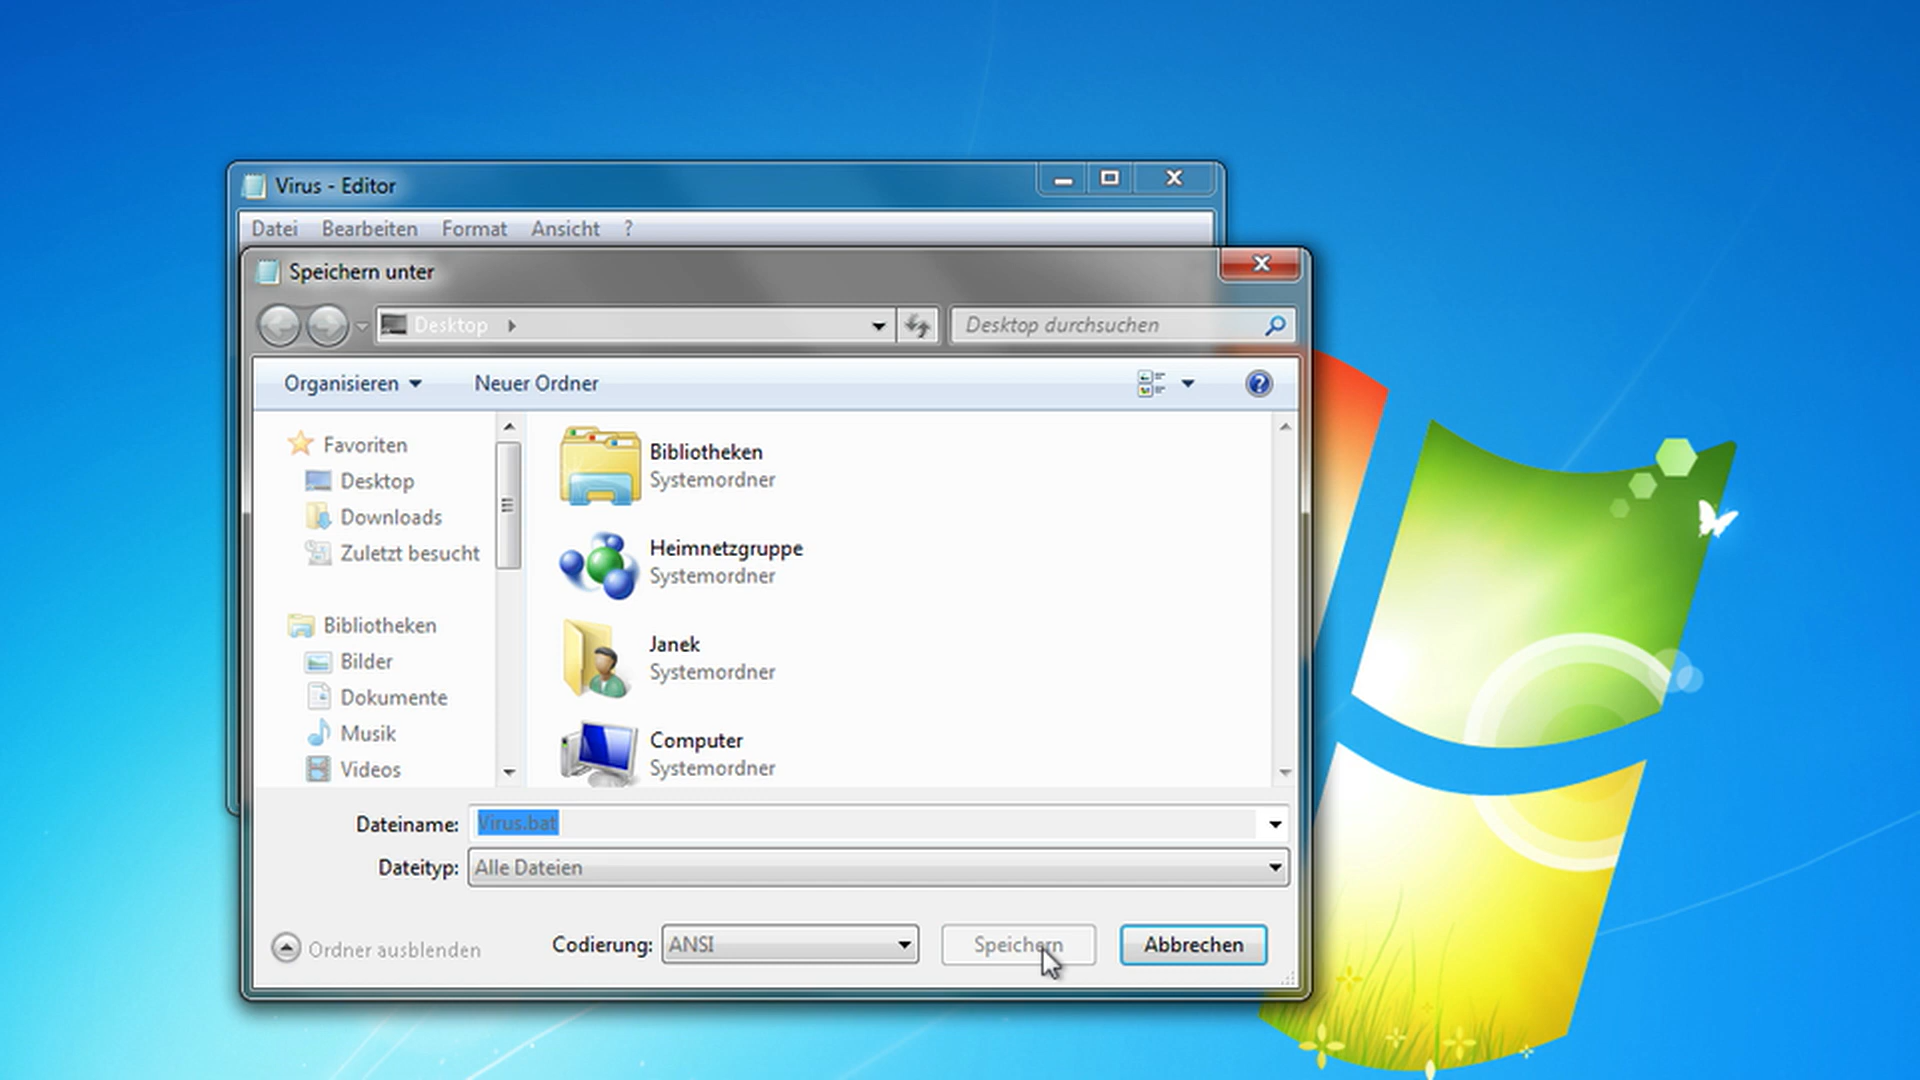 Virus - Editor
Datei Bearbeiten Format Ansicht ?
Speichern unter
Desktop
Desktop durchsuchen
Organisieren Neuer Ordner
Favoriten
Desktop
Downloads
Zuletzt besucht
Bibliotheken
Bilder
Dokumente
Musik
Videos
Bibliotheken
Systemordner
Heimnetzgruppe
Systemordner
Janek
Systemordner
Computer
Systemordner
Dateiname: Virus.bat
Dateityp: Alle Dateien
Ordner ausblenden Codierung: ANSI Speichern Abbrechen